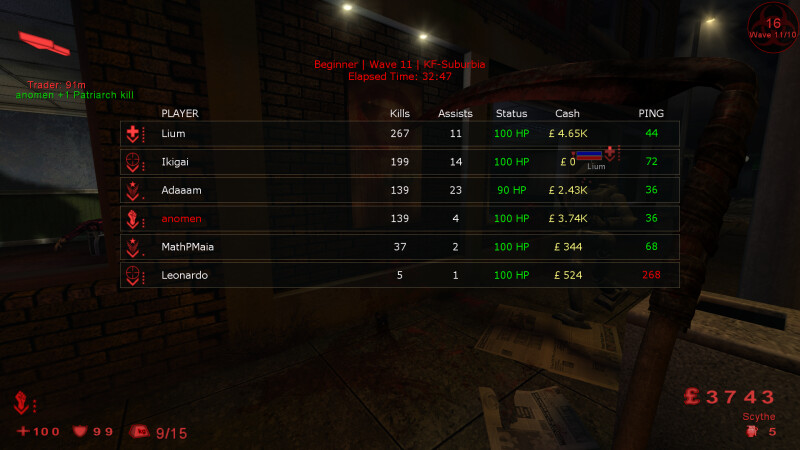 16
Wave 11/10
Beginner | Wave 11 | KF-Suburbia
Elapsed Time: 32:47
Trader: 91m
anomen +1 Patriarch kill
PLAYER Kills Assists Status Cash PING
Lium 267 11 100 HP £ 4.65K 44
Ikigai 199 14 100 HP £ 0 72
Lium
Adaaam 139 23 90 HP £ 2.43K 36
anomen 139 4 100 HP £ 3.74K 36
MathPMaia 37 2 100 HP £ 344 68
Leonardo 5 1 100 HP £ 524 268
£ 3743
Scythe
100 99 9/15 5